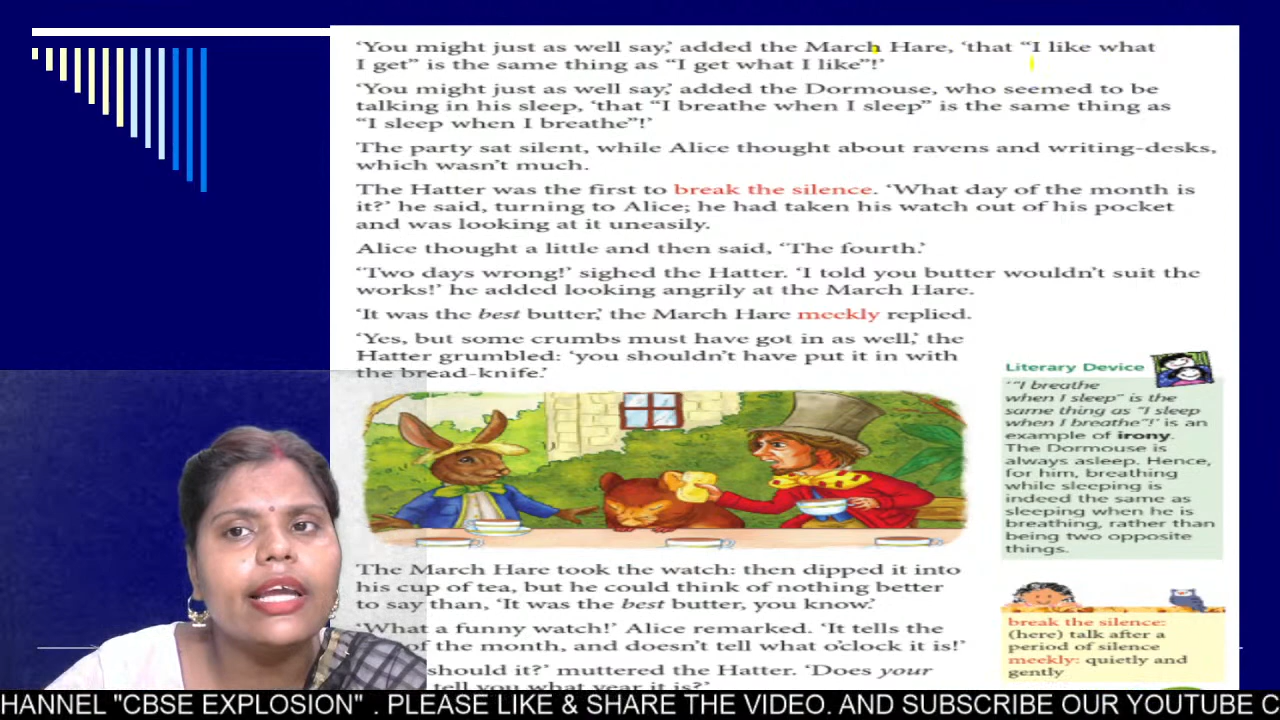 ‘You might just as well say,’ added the March Hare, ‘that “I like what
I get” is the same thing as “I get what I like”!’
‘You might just as well say,’ added the Dormouse, who seemed to be
talking in his sleep, ‘that “I breathe when I sleep” is the same thing as
“I sleep when I breathe”!’
The party sat silent, while Alice thought about ravens and writing-desks,
which wasn’t much.
The Hatter was the first to break the silence. ‘What day of the month is
it?’ he said, turning to Alice; he had taken his watch out of his pocket
and was looking at it uneasily.
Alice thought a little and then said, ‘The fourth.’
‘Two days wrong!’ sighed the Hatter. ‘I told you butter wouldn’t suit the
works!’ he added looking angrily at the March Hare.
‘It was the best butter,’ the March Hare meekly replied.
‘Yes, but some crumbs must have got in as well,’ the
Hatter grumbled: ‘you shouldn’t have put it in with
the bread-knife.’
The March Hare took the watch: then dipped it into
his cup of tea, but he could think of nothing better
to say than, ‘It was the best butter, you know.’
‘What a funny watch!’ Alice remarked. ‘It tells the
of the month, and doesn’t tell what o’clock it is!’
should it?’ muttered the Hatter. ‘Does your
tell you what year it is?’
Literary Device
‘“I breathe
when I sleep” is the
same thing as “I sleep
when I breathe”!’ is an
example of irony.
The Dormouse is
always asleep. Hence,
for him, breathing
while sleeping is
indeed the same as
sleeping when he is
breathing, rather than
being two opposite
things.
break the silence:
(here) talk after a
period of silence
meekly: quietly and
gently
HANNEL "CBSE EXPLOSION" . PLEASE LIKE & SHARE THE VIDEO. AND SUBSCRIBE OUR YOUTUBE C